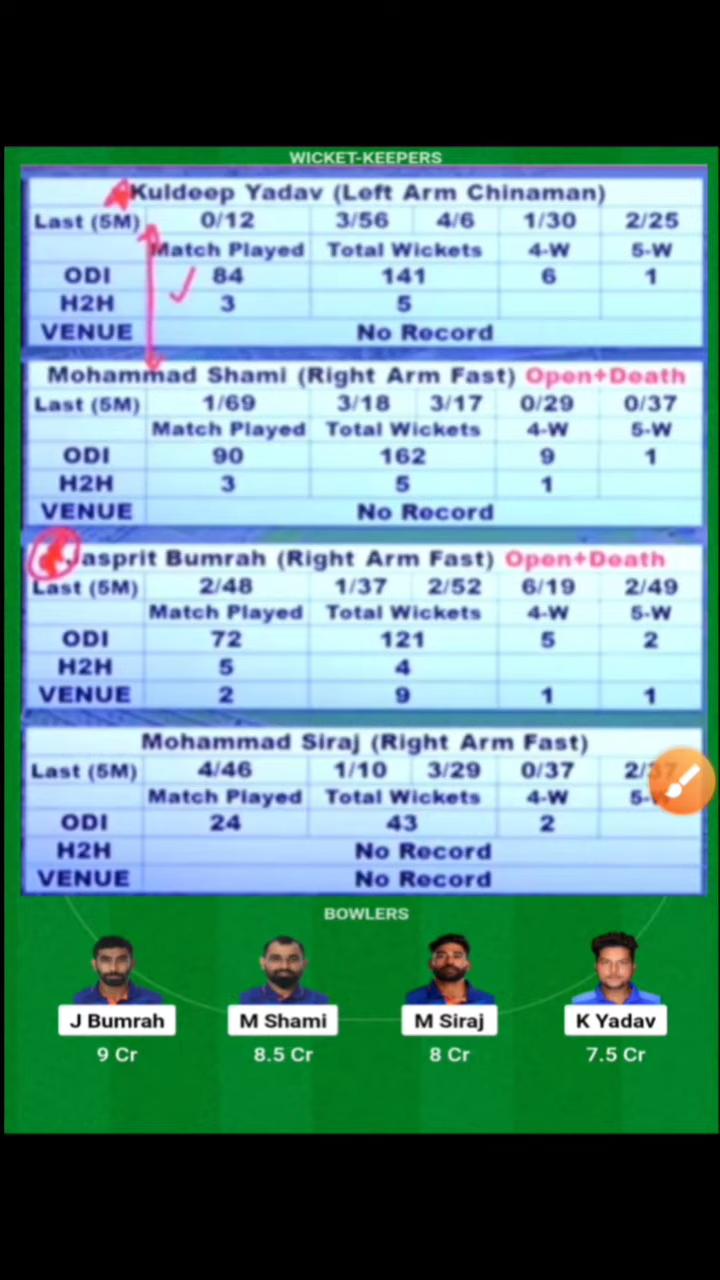 WICKET-KEEPERS
Kuldeep Yadav (Left Arm Chinaman)
Last (5M) 0/12 3/56 4/6 1/30 2/25
Match Played Total Wickets 4-W 5-W
ODI 84 141 6 1
H2H 3 5
VENUE No Record
Mohammad Shami (Right Arm Fast) Open+Death
Last (5M) 1/69 3/18 3/17 0/29 0/37
Match Played Total Wickets 4-W 5-W
ODI 90 162 9 1
H2H 3 5 1
VENUE No Record
Jasprit Bumrah (Right Arm Fast) Open+Death
Last (5M) 2/48 1/37 2/52 6/19 2/49
Match Played Total Wickets 4-W 5-W
ODI 72 121 5 2
H2H 5 4
VENUE 2 9 1 1
Mohammad Siraj (Right Arm Fast)
Last (5M) 4/46 1/10 3/29 0/37 2/37
Match Played Total Wickets 4-W 5-W
ODI 24 43 2
H2H No Record
VENUE No Record
BOWLERS
J Bumrah M Shami M Siraj K Yadav
9 Cr 8.5 Cr 8 Cr 7.5 Cr